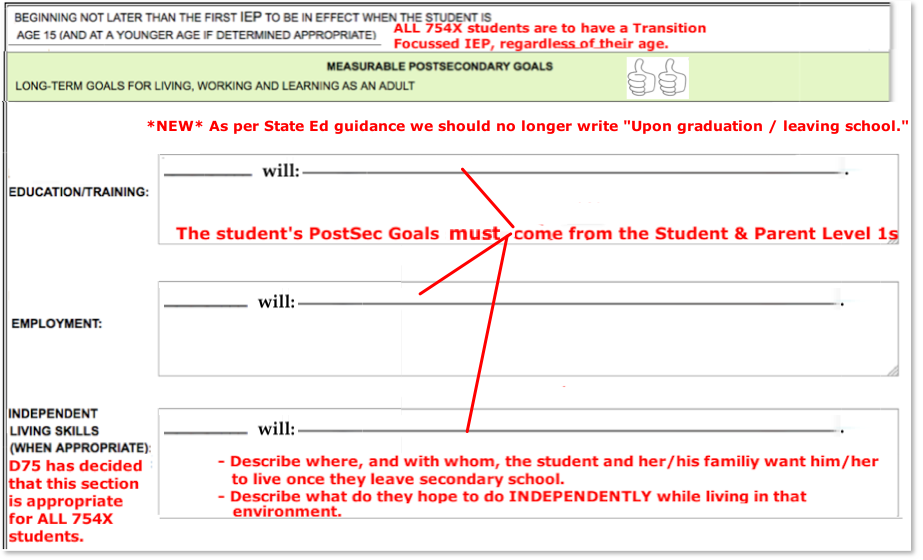 BEGINNING NOT LATER THAN THE FIRST IEP TO BE IN EFFECT WHEN THE STUDENT IS
AGE 15 (AND AT A YOUNGER AGE IF DETERMINED APPROPRIATE)
ALL 754X students are to have a Transition
Focussed IEP, regardless of their age.
MEASURABLE POSTSECONDARY GOALS
LONG-TERM GOALS FOR LIVING, WORKING AND LEARNING AS AN ADULT
*NEW* As per State Ed guidance we should no longer write "Upon graduation / leaving school."
EDUCATION/TRAINING:
__________ will: ______________________________.
The student's PostSec Goals must come from the Student & Parent Level 1s
EMPLOYMENT:
__________ will: ______________________________.
INDEPENDENT
LIVING SKILLS
(WHEN APPROPRIATE):
D75 has decided
that this section
is appropriate
for ALL 754X
students.
__________ will: ______________________________.
- Describe where, and with whom, the student and her/his familiy want him/her
to live once they leave secondary school.
- Describe what do they hope to do INDEPENDENTLY while living in that
environment.